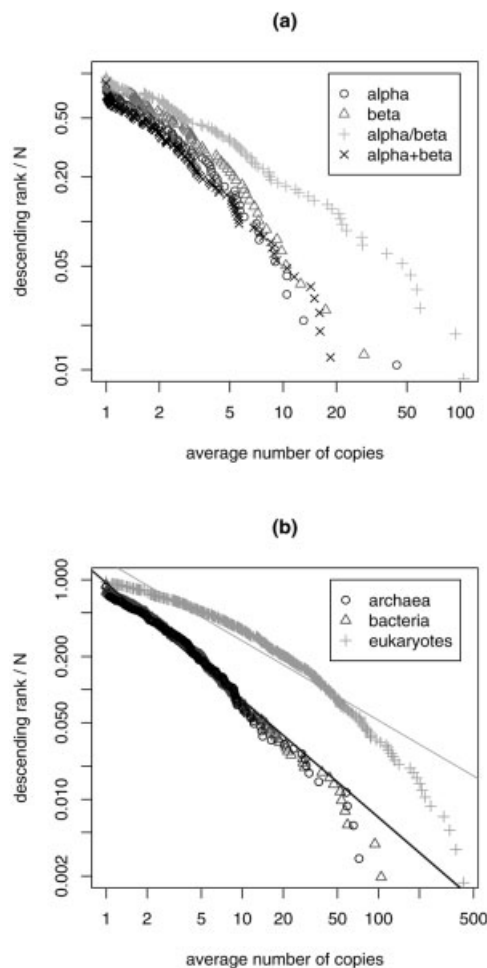 (a)
descending rank / N
0.50
0.20
0.05
0.01
alpha
beta
alpha/beta
alpha+beta
1
2
5
10
20
50
100
average number of copies
(b)
descending rank / N
1.000
0.200
0.050
0.010
0.002
archaea
bacteria
eukaryotes
1
2
5
10
20
50
100
500
average number of copies